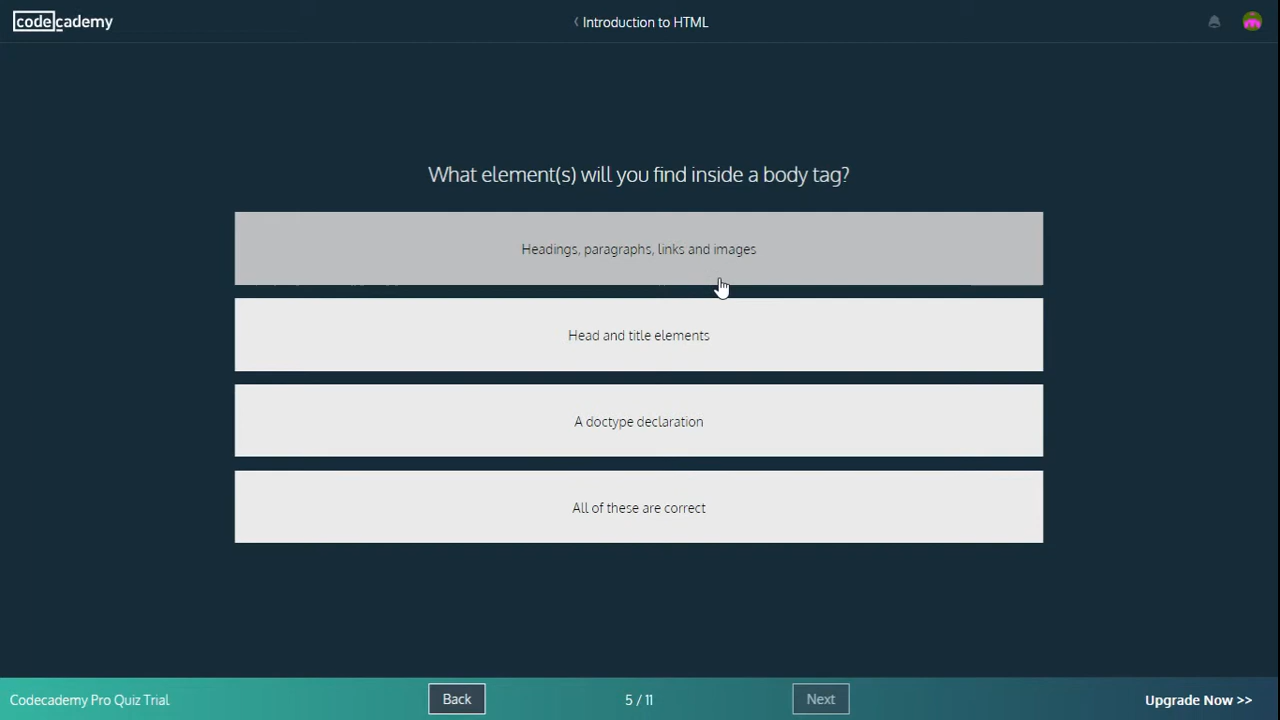 codecademy
Introduction to HTML
What element(s) will you find inside a body tag?
Headings, paragraphs, links and images
Head and title elements
A doctype declaration
All of these are correct
Codecademy Pro Quiz Trial
Back
5 / 11
Next
Upgrade Now >>